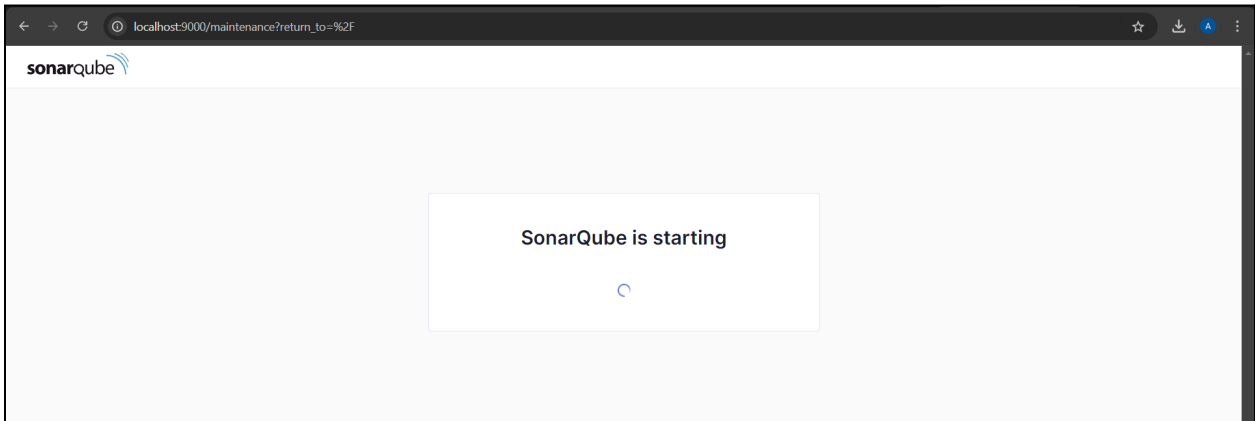 localhost:9000/maintenance?return_to=%2F
A
sonarqube
SonarQube is starting